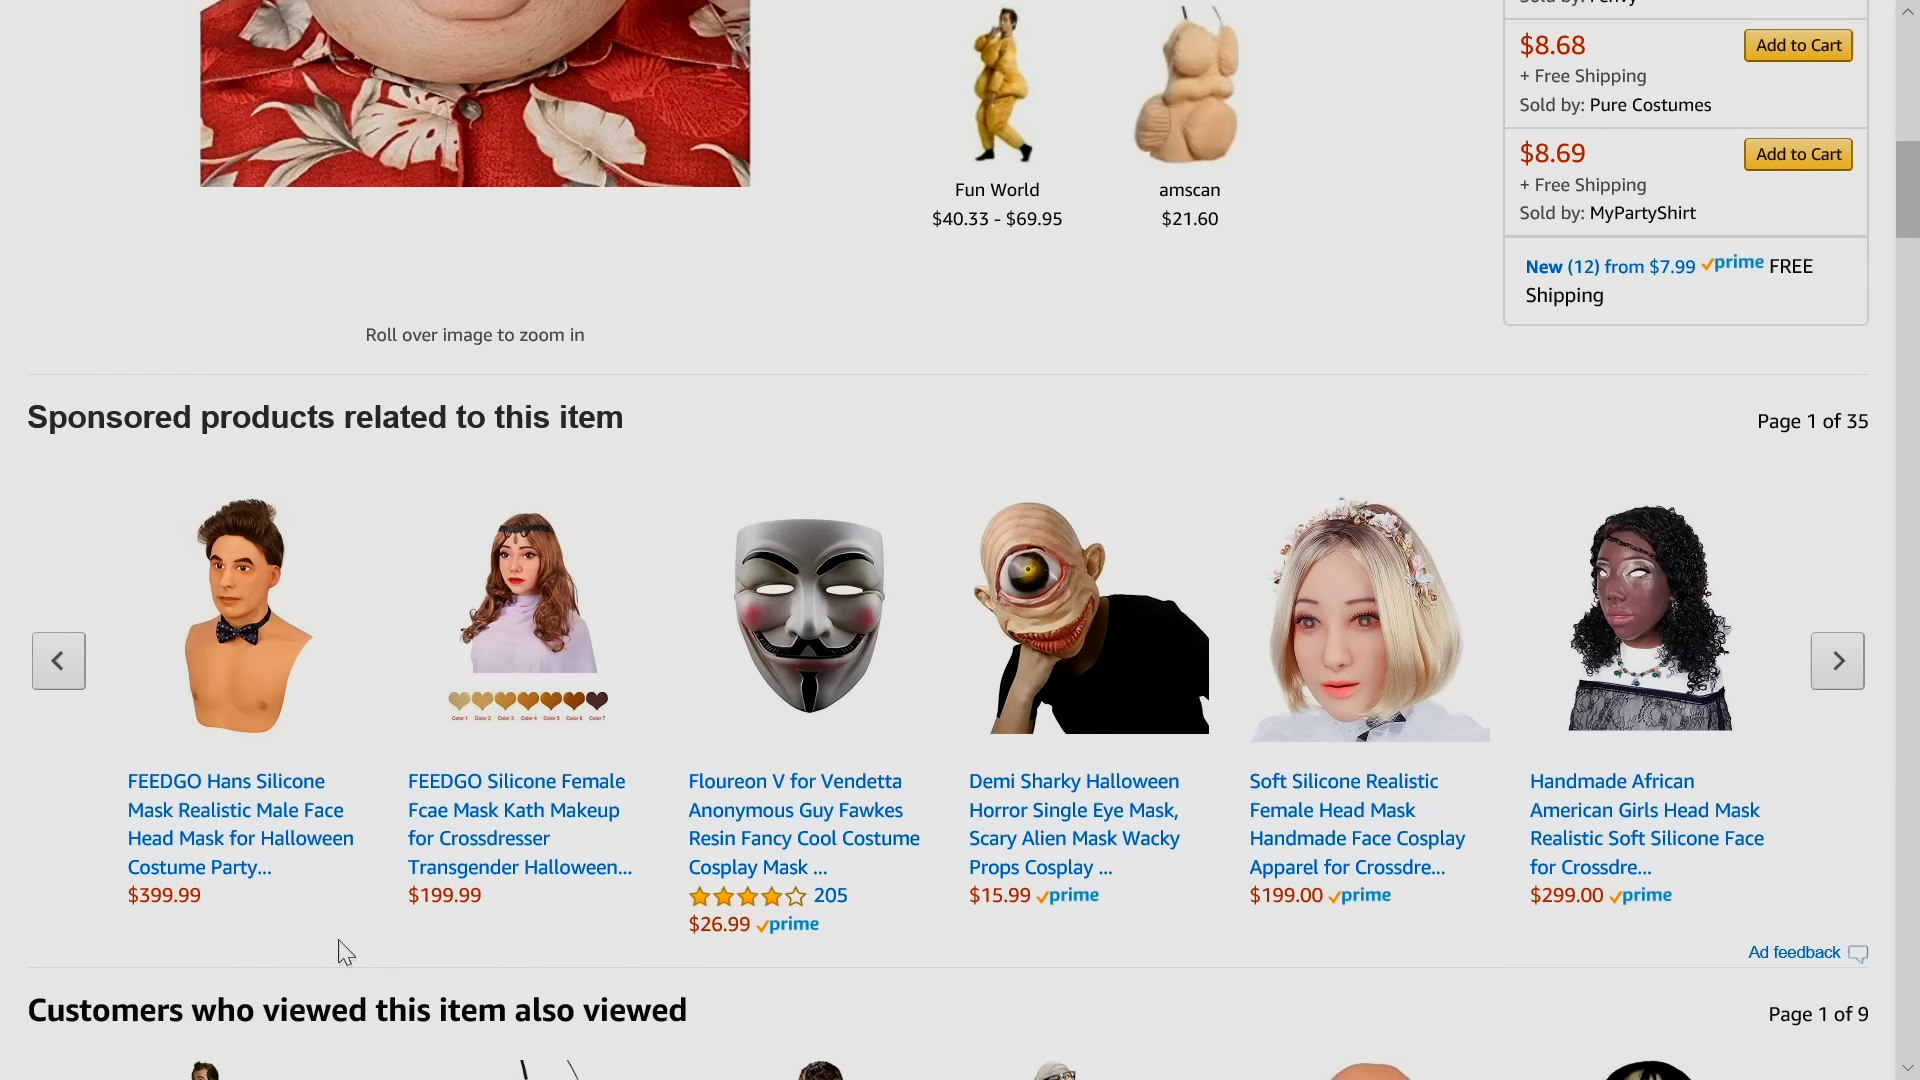 $8.68
Add to Cart
+ Free Shipping
Sold by: Pure Costumes
$8.69
Add to Cart
+ Free Shipping
Sold by: MyPartyShirt
New (12) from $7.99 prime FREE
Shipping
Fun World
$40.33 - $69.95
amscan
$21.60
Roll over image to zoom in
Sponsored products related to this item
Page 1 of 35
Color 1 Color 2 Color 3 Color 4 Color 5 Color 6 Color 7
FEEDGO Hans Silicone
Mask Realistic Male Face
Head Mask for Halloween
Costume Party...
$399.99
FEEDGO Silicone Female
Fcae Mask Kath Makeup
for Crossdresser
Transgender Halloween...
$199.99
Floureon V for Vendetta
Anonymous Guy Fawkes
Resin Fancy Cool Costume
Cosplay Mask ...
205
$26.99 prime
Demi Sharky Halloween
Horror Single Eye Mask,
Scary Alien Mask Wacky
Props Cosplay ...
$15.99 prime
Soft Silicone Realistic
Female Head Mask
Handmade Face Cosplay
Apparel for Crossdre...
$199.00 prime
Handmade African
American Girls Head Mask
Realistic Soft Silicone Face
for Crossdre...
$299.00 prime
Ad feedback
Customers who viewed this item also viewed
Page 1 of 9